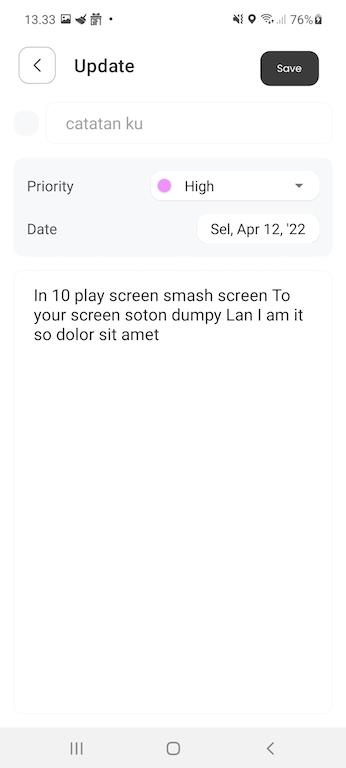 13.33
76%
Update
Save
catatan ku
Priority
High
Date
Sel, Apr 12, '22
In 10 play screen smash screen To
your screen soton dumpy Lan I am it
so dolor sit amet